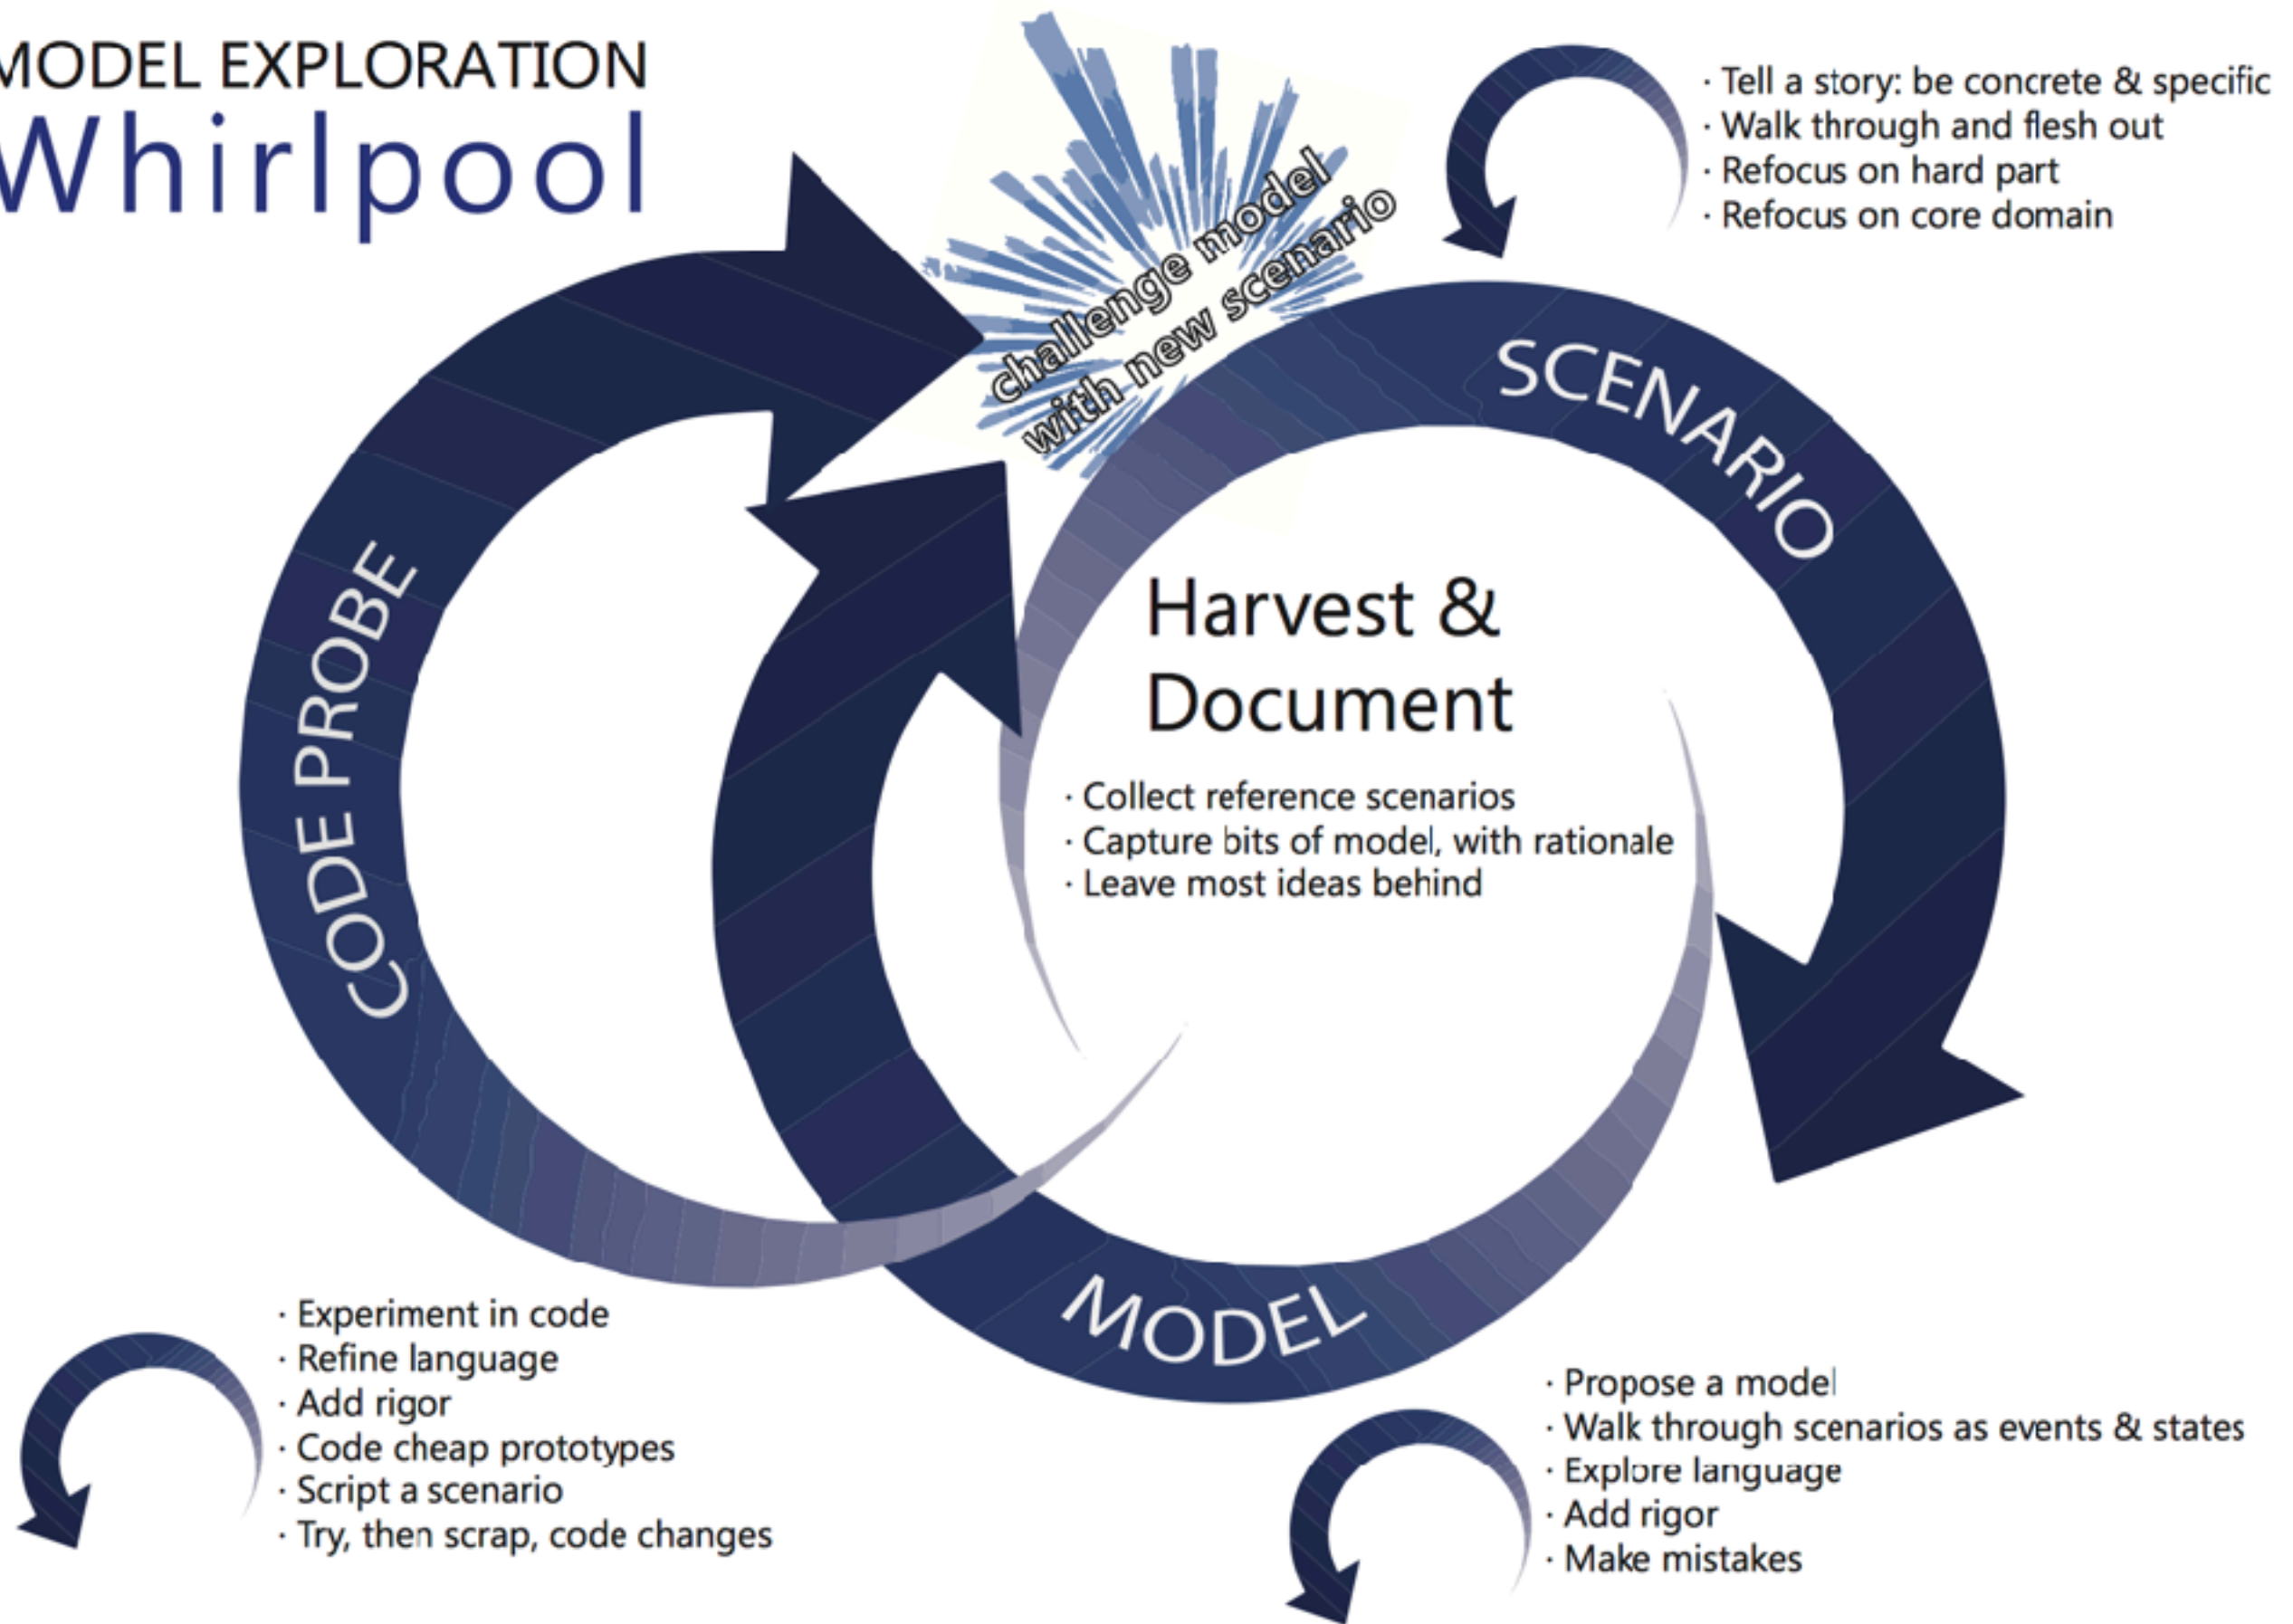 MODEL EXPLORATION
Whirlpool
challenge model
with new scenario
· Tell a story: be concrete & specific
· Walk through and flesh out
· Refocus on hard part
· Refocus on core domain
SCENARIO
CODE PROBE
Harvest &
Document
· Collect reference scenarios
· Capture bits of model, with rationale
· Leave most ideas behind
MODEL
· Experiment in code
· Refine language
· Add rigor
· Code cheap prototypes
· Script a scenario
· Try, then scrap, code changes
· Propose a model
· Walk through scenarios as events & states
· Explore language
· Add rigor
· Make mistakes